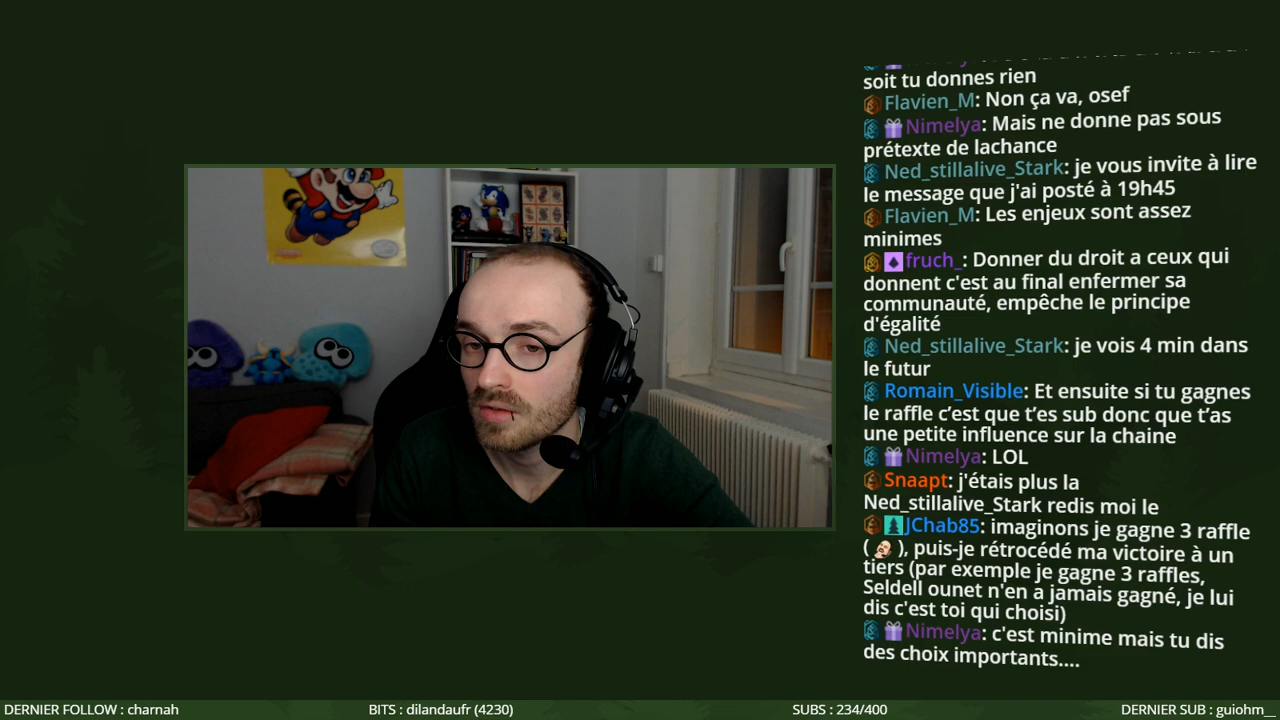 soit tu donnes rien
Flavien_M: Non ça va, osef
Nimelya: Mais ne donne pas sous
prétexte de lachance
Ned_stillalive_Stark: je vous invite à lire
le message que j'ai posté à 19h45
Flavien_M: Les enjeux sont assez
minimes
fruch_: Donner du droit a ceux qui
donnent c'est au final enfermer sa
communauté, empêche le principe
d'égalité
Ned_stillalive_Stark: je vois 4 min dans
le futur
Romain_Visible: Et ensuite si tu gagnes
le raffle c’est que t’es sub donc que t’as
une petite influence sur la chaine
Nimelya: LOL
Snaapt: j'étais plus la
Ned_stillalive_Stark redis moi le
JChab85: imaginons je gagne 3 raffle
( ), puis-je rétrocédé ma victoire à un
tiers (par exemple je gagne 3 raffles,
Seldell ounet n'en a jamais gagné, je lui
dis c'est toi qui choisi)
Nimelya: c'est minime mais tu dis
des choix importants....
DERNIER FOLLOW : charnah
BITS : dilandaufr (4230)
SUBS : 234/400
DERNIER SUB : guiohm__